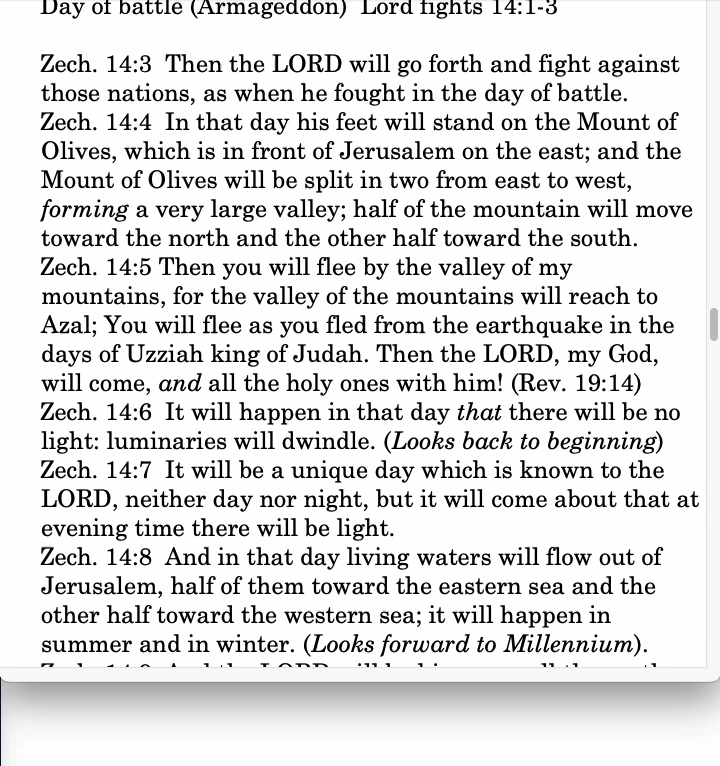 Day of battle (Armageddon)  Lord fights 14:1-3
Zech. 14:3  Then the LORD will go forth and fight against
those nations, as when he fought in the day of battle.
Zech. 14:4  In that day his feet will stand on the Mount of
Olives, which is in front of Jerusalem on the east; and the
Mount of Olives will be split in two from east to west,
forming a very large valley; half of the mountain will move
toward the north and the other half toward the south.
Zech. 14:5 Then you will flee by the valley of my
mountains, for the valley of the mountains will reach to
Azal; You will flee as you fled from the earthquake in the
days of Uzziah king of Judah. Then the LORD, my God,
will come, and all the holy ones with him! (Rev. 19:14)
Zech. 14:6  It will happen in that day that there will be no
light: luminaries will dwindle. (Looks back to beginning)
Zech. 14:7  It will be a unique day which is known to the
LORD, neither day nor night, but it will come about that at
evening time there will be light.
Zech. 14:8  And in that day living waters will flow out of
Jerusalem, half of them toward the eastern sea and the
other half toward the western sea; it will happen in
summer and in winter. (Looks forward to Millennium).